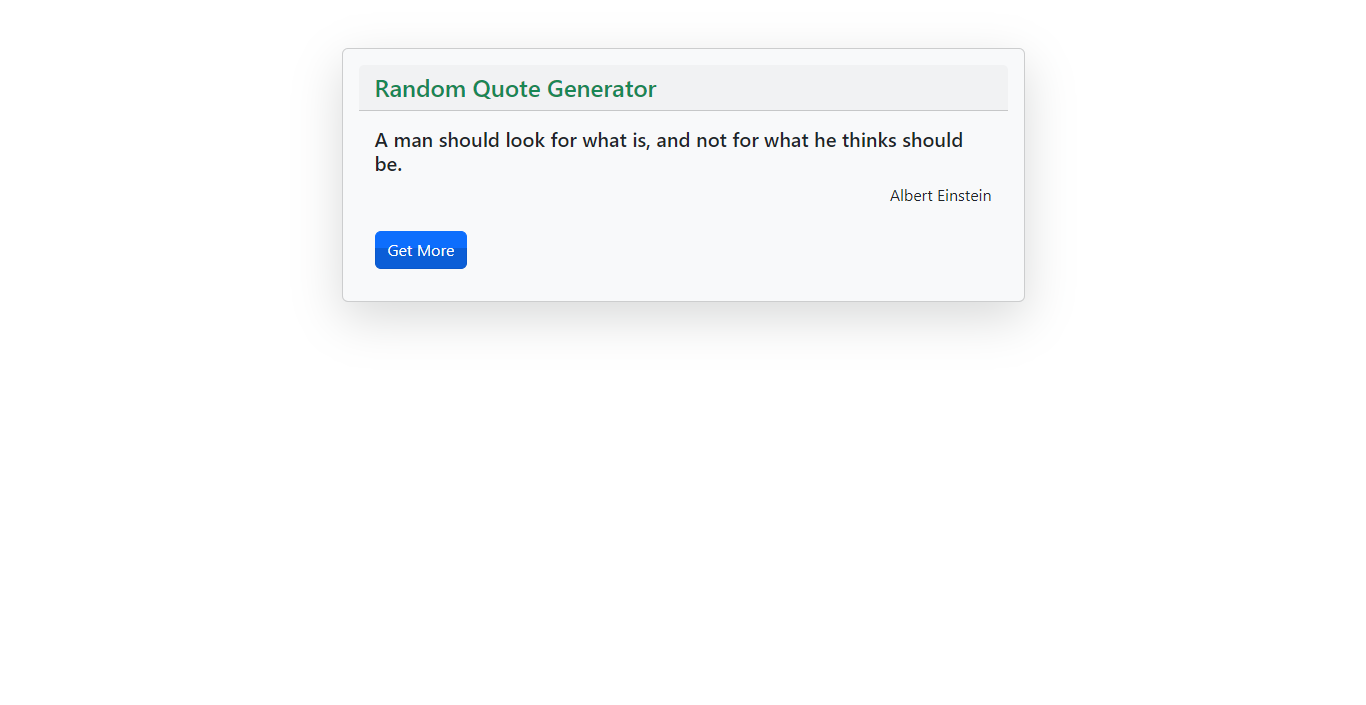 Random Quote Generator
A man should look for what is, and not for what he thinks should
be.
Albert Einstein
Get More